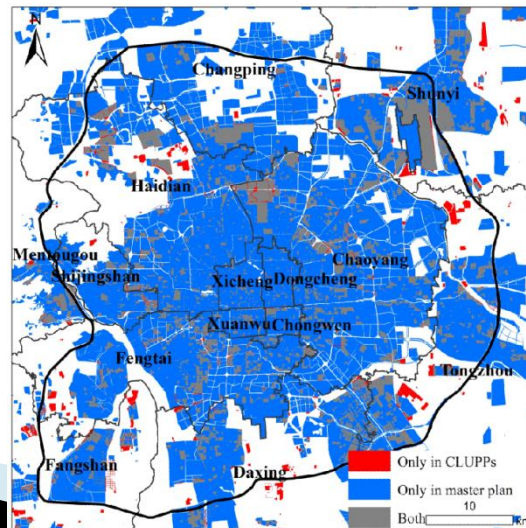 N
Changping
Shunyi
Haidian
Mentougou
Shijingshan
Chaoyang
Xicheng
Dongcheng
Xuanwu
Chongwen
Fengtai
Tongzhou
Fangshan
Daxing
Only in CLUPPs
Only in master plan
Both
10